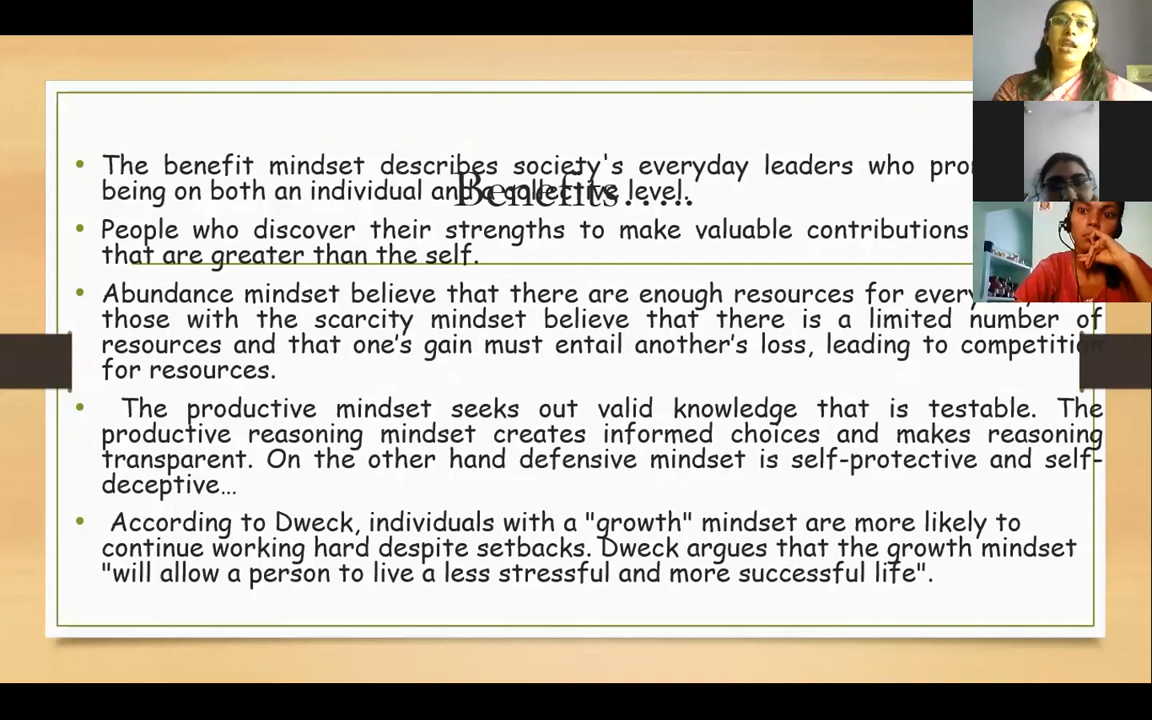 Benefits......
• The benefit mindset describes society's everyday leaders who
being on both an individual and a collective level.
• People who discover their strengths to make valuable contributions
that are greater than the self.
• Abundance mindset believe that there are enough resources for
those with the scarcity mindset believe that there is a limited number of
resources and that one's gain must entail another's loss, leading to competition
for resources.
• The productive mindset seeks out valid knowledge that is testable. The
productive reasoning mindset creates informed choices and makes reasoning
transparent. On the other hand defensive mindset is self-protective and self-
deceptive...
• According to Dweck, individuals with a "growth" mindset are more likely to
continue working hard despite setbacks. Dweck argues that the growth mindset
"will allow a person to live a less stressful and more successful life".